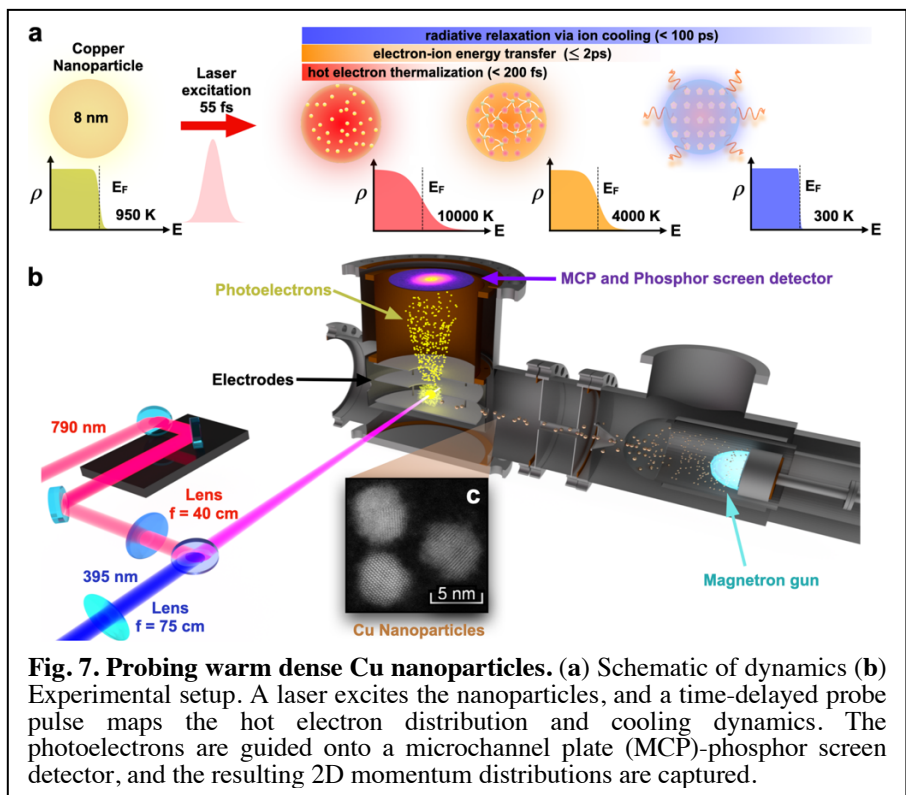 a
Copper
Nanoparticle
8 nm
Laser
excitation
55 fs
radiative relaxation via ion cooling (< 100 ps)
electron-ion energy transfer (≤ 2ps)
hot electron thermalization (< 200 fs)
ρ
E_F
950 K
E
ρ
E_F
10000 K
E
ρ
E_F
4000 K
E
ρ
E_F
300 K
E
b
Photoelectrons
MCP and Phosphor screen detector
Electrodes
790 nm
Lens
f = 40 cm
395 nm
Lens
f = 75 cm
c
5 nm
Cu Nanoparticles
Magnetron gun
Fig. 7. Probing warm dense Cu nanoparticles. (a) Schematic of dynamics (b)
Experimental setup. A laser excites the nanoparticles, and a time-delayed probe
pulse maps the hot electron distribution and cooling dynamics. The
photoelectrons are guided onto a microchannel plate (MCP)-phosphor screen
detector, and the resulting 2D momentum distributions are captured.